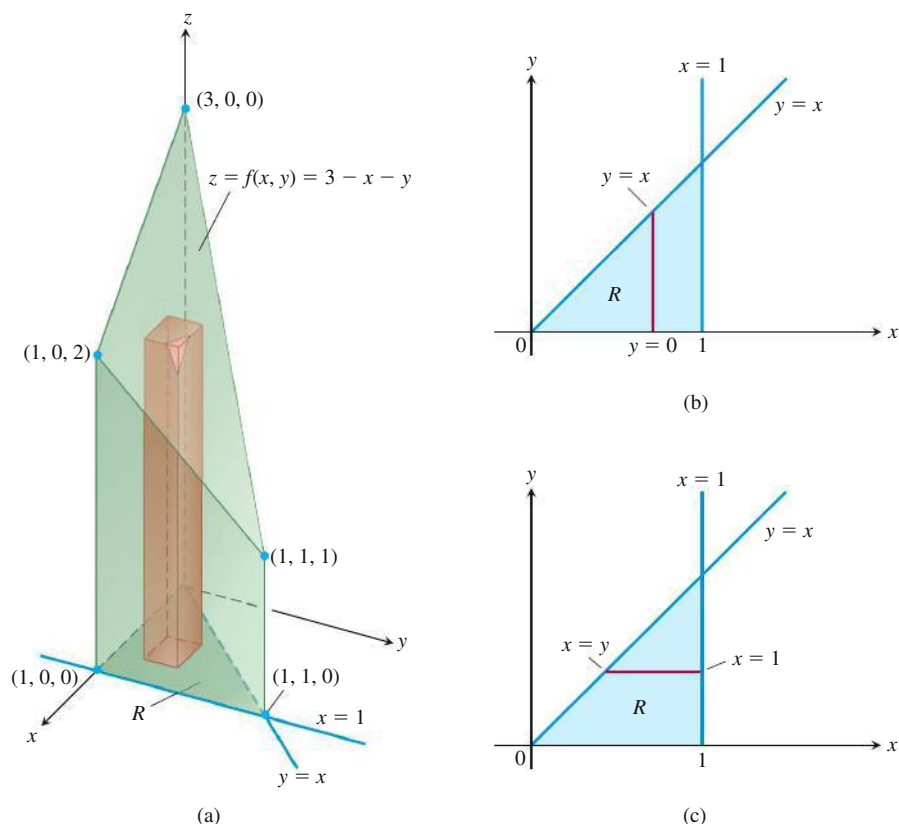 z
(3, 0, 0)
z = f(x, y) = 3 − x − y
(1, 0, 2)
(1, 1, 1)
y
(1, 0, 0)
(1, 1, 0)
R
x = 1
x
y = x
(a)
y
x = 1
y = x
y = x
R
0
y = 0
1
x
(b)
y
x = 1
y = x
x = y
x = 1
R
0
1
x
(c)